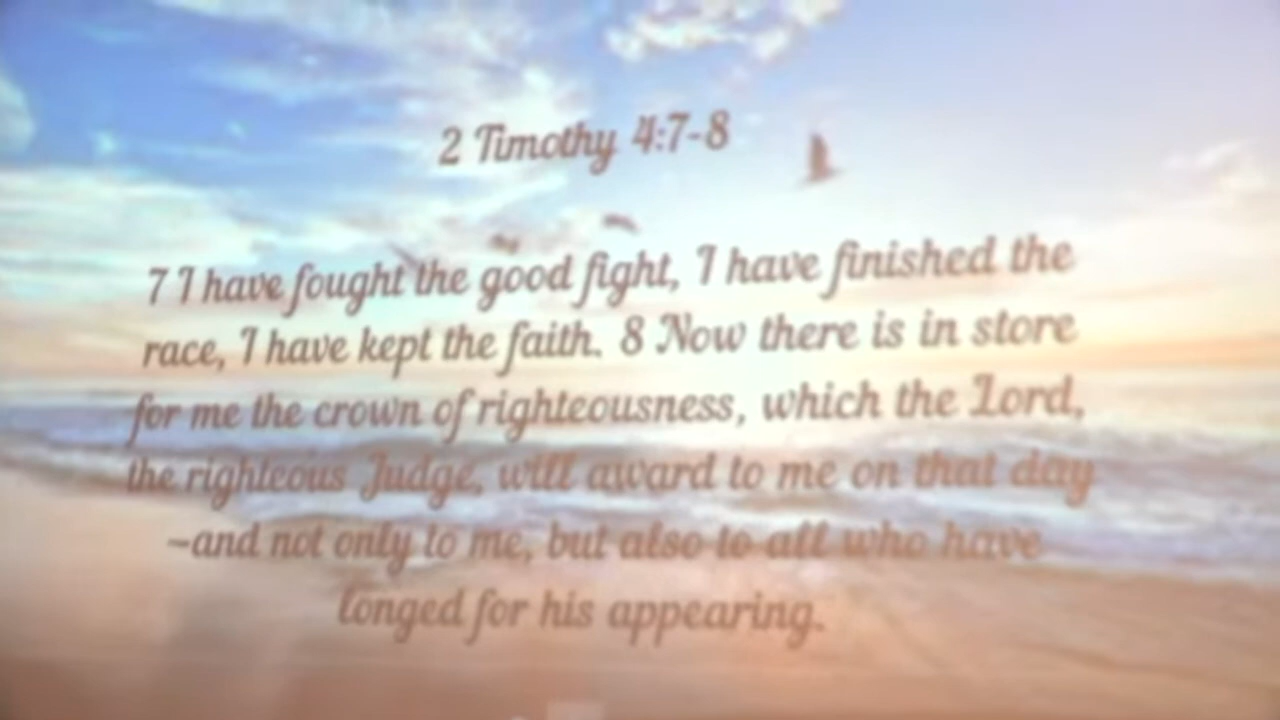 2 Timothy 4:7-8
7 I have fought the good fight, I have finished the
race, I have kept the faith. 8 Now there is in store
for me the crown of righteousness, which the Lord,
the righteous Judge, will award to me on that day
-and not only to me, but also to all who have
longed for his appearing.